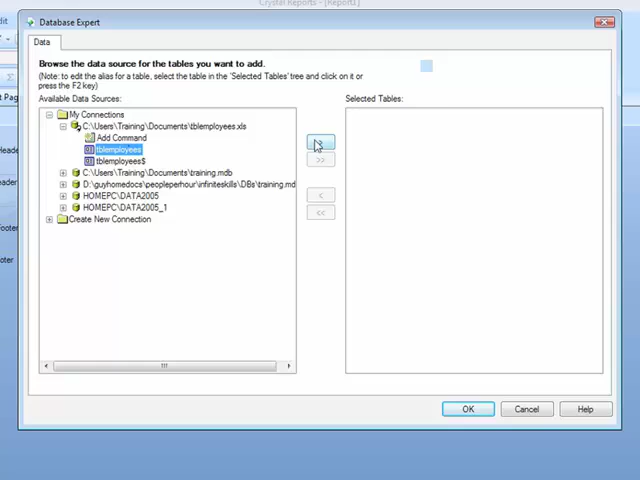 Crystal Reports - [Report1]
Database Expert
Data
Browse the data source for the tables you want to add.
(Note: to edit the alias for a table, select the table in the 'Selected Tables' tree and click on it or
press the F2 key)
Available Data Sources:
Selected Tables:
My Connections
C:\Users\Training\Documents\tblemployees.xls
Add Command
tblemployees
tblemployees$
C:\Users\Training\Documents\training.mdb
D:\guyhomedocs\peopleperhour\infiniteskills\DBs\training.md
HOMEPC\DATA2005
HOMEPC\DATA2005_1
Create New Connection
>
>>
<
<<
OK
Cancel
Help